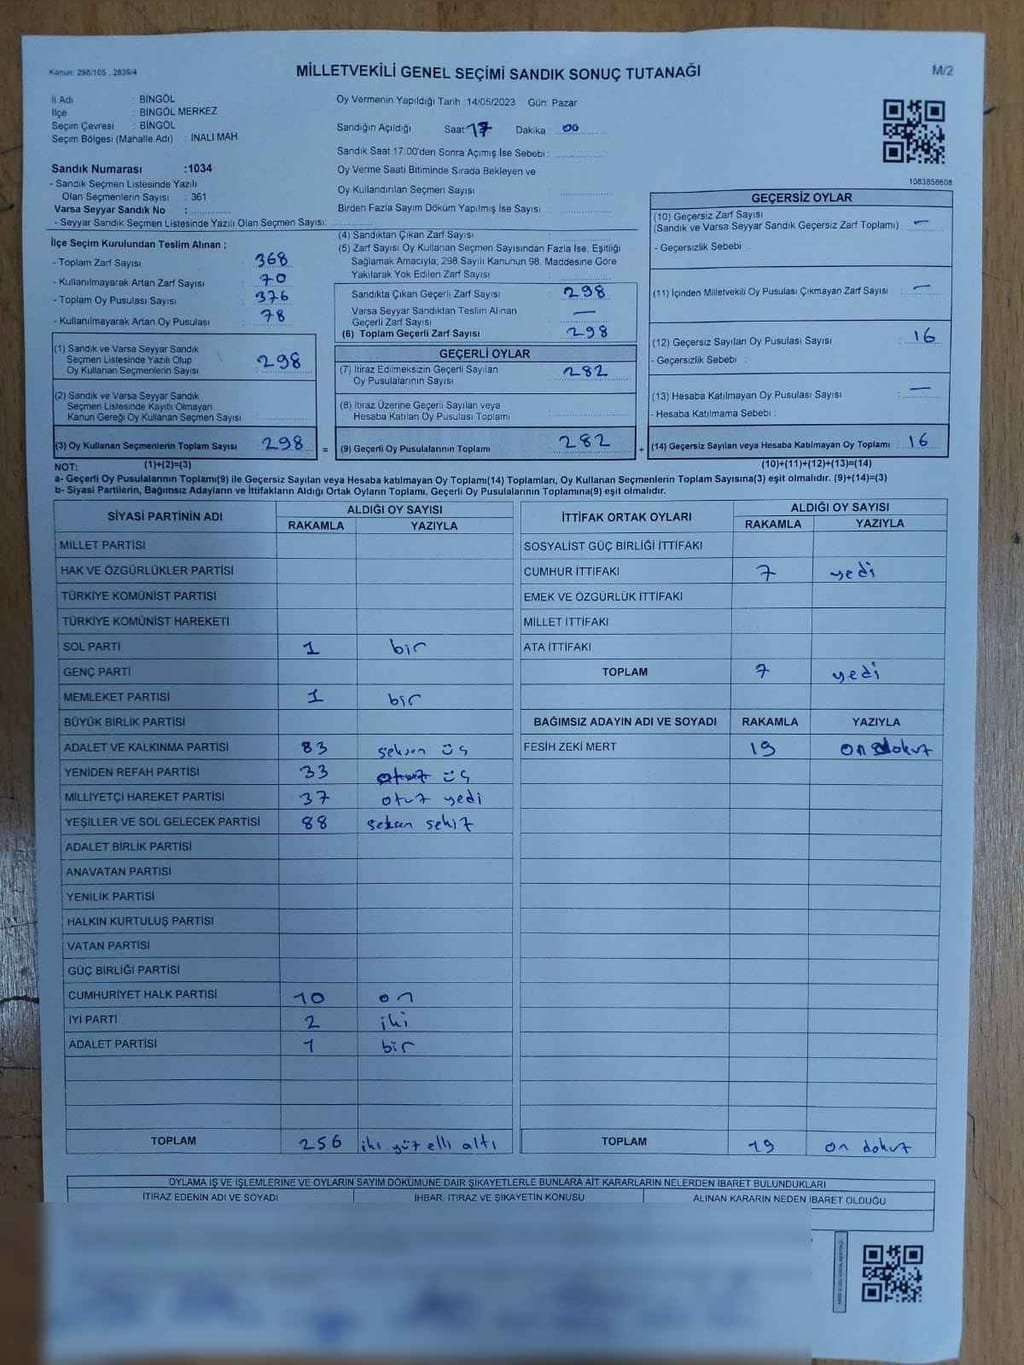 Kanun: 298/105 , 2839/4
MİLLETVEKİLİ GENEL SEÇİMİ SANDIK SONUÇ TUTANAĞI
M/2
İl Adı : BİNGÖL
İlçe : BİNGÖL MERKEZ
Seçim Çevresi : BİNGÖL
Seçim Bölgesi (Mahalle Adı) : İNALİ MAH
Sandık Numarası :1034
- Sandık Seçmen Listesinde Yazılı
Olan Seçmenlerin Sayısı : 361
Varsa Seyyar Sandık No :
- Seyyar Sandık Seçmen Listesinde Yazılı Olan Seçmen Sayısı:
Oy Vermenin Yapıldığı Tarih :14/05/2023 Gün: Pazar
Sandığın Açıldığı Saat: 17 Dakika : 00
Sandık Saat 17:00'den Sonra Açımış İse Sebebi :
Oy Verme Saati Bitiminde Sırada Bekleyen ve
Oy Kullandırılan Seçmen Sayısı :
Birden Fazla Sayım Döküm Yapılmış İse Sayısı :
1083858608
İlçe Seçim Kurulundan Teslim Alınan ;
- Toplam Zarf Sayısı : 368
- Kullanılmayarak Artan Zarf Sayısı : 70
- Toplam Oy Pusulası Sayısı : 376
- Kullanılmayarak Artan Oy Pusulası : 78
(1) Sandık ve Varsa Seyyar Sandık
Seçmen Listesinde Yazılı Olup
Oy Kullanan Seçmenlerin Sayısı : 298
(2) Sandık ve Varsa Seyyar Sandık
Seçmen Listesinde Kayıtlı Olmayan
Kanun Gereği Oy Kullanan Seçmen Sayısı :
(3) Oy Kullanan Seçmenlerin Toplam Sayısı : 298 =
(4) Sandıktan Çıkan Zarf Sayısı :
(5) Zarf Sayısı Oy Kullanan Seçmen Sayısından Fazla İse, Eşitliği
Sağlamak Amacıyla; 298 Sayılı Kanunun 98. Maddesine Göre
Yakılarak Yok Edilen Zarf Sayısı :
Sandıkta Çıkan Geçerli Zarf Sayısı : 298
Varsa Seyyar Sandıktan Teslim Alınan
Geçerli Zarf Sayısı : —
(6) Toplam Geçerli Zarf Sayısı : 298
GEÇERLİ OYLAR
(7) İtiraz Edilmeksizin Geçerli Sayılan
Oy Pusulalarının Sayısı : 282
(8) İtiraz Üzerine Geçerli Sayılan veya
Hesaba Katılan Oy Pusulası Toplamı :
(9) Geçerli Oy Pusulalarının Toplamı : 282 +
GEÇERSİZ OYLAR
(10) Geçersiz Zarf Sayısı
(Sandık ve Varsa Seyyar Sandık Geçersiz Zarf Toplamı) : —
- Geçersizlik Sebebi :
(11) İçinden Milletvekili Oy Pusulası Çıkmayan Zarf Sayısı : —
(12) Geçersiz Sayılan Oy Pusulası Sayısı : 16
- Geçersizlik Sebebi :
(13) Hesaba Katılmayan Oy Pusulası Sayısı : —
- Hesaba Katılmama Sebebi :
(14) Geçersiz Sayılan veya Hesaba Katılmayan Oy Toplamı : 16
NOT: (1)+(2)=(3) (10)+(11)+(12)+(13)=(14)
a- Geçerli Oy Pusulalarının Toplamı(9) ile Geçersiz Sayılan veya Hesaba Katılmayan Oy Toplamı(14) Toplamları, Oy Kullanan Seçmenlerin Toplam Sayısına(3) eşit olmalıdır. (9)+(14)=(3)
b- Siyasi Partilerin, Bağımsız Adayların ve İttifakların Aldığı Ortak Oyların Toplamı, Geçerli Oy Pusulalarının Toplamına(9) eşit olmalıdır.
SİYASİ PARTİNİN ADI ALDIĞI OY SAYISI
RAKAMLA YAZIYLA
MİLLET PARTİSİ
HAK VE ÖZGÜRLÜKLER PARTİSİ
TÜRKİYE KOMÜNİST PARTİSİ
TÜRKİYE KOMÜNİST HAREKETİ
SOL PARTİ 1 bir
GENÇ PARTİ
MEMLEKET PARTİSİ 1 bir
BÜYÜK BİRLİK PARTİSİ
ADALET VE KALKINMA PARTİSİ 83 seksen üç
YENİDEN REFAH PARTİSİ 33 otuz üç
MİLLİYETÇİ HAREKET PARTİSİ 37 otuz yedi
YEŞİLLER VE SOL GELECEK PARTİSİ 88 seksen sekiz
ADALET BİRLİK PARTİSİ
ANAVATAN PARTİSİ
YENİLİK PARTİSİ
HALKIN KURTULUŞ PARTİSİ
VATAN PARTİSİ
GÜÇ BİRLİĞİ PARTİSİ
CUMHURİYET HALK PARTİSİ 10 on
İYİ PARTİ 2 iki
ADALET PARTİSİ 1 bir
TOPLAM 256 iki yüz elli altı
İTTİFAK ORTAK OYLARI ALDIĞI OY SAYISI
RAKAMLA YAZIYLA
SOSYALİST GÜÇ BİRLİĞİ İTTİFAKI
CUMHUR İTTİFAKI 7 yedi
EMEK VE ÖZGÜRLÜK İTTİFAKI
MİLLET İTTİFAKI
ATA İTTİFAKI
TOPLAM 7 yedi
BAĞIMSIZ ADAYIN ADI VE SOYADI RAKAMLA YAZIYLA
FESİH ZEKİ MERT 19 on dokuz
TOPLAM 19 on dokuz
OYLAMA İŞ VE İŞLEMLERİNE VE OYLARIN SAYIM DÖKÜMÜNE DAİR ŞİKAYETLERLE BUNLARA AİT KARARLARIN NELERDEN İBARET BULUNDUKLARI
İTİRAZ EDENİN ADI VE SOYADI İHBAR, İTİRAZ VE ŞİKAYETİN KONUSU ALINAN KARARIN NEDEN İBARET OLDUĞU